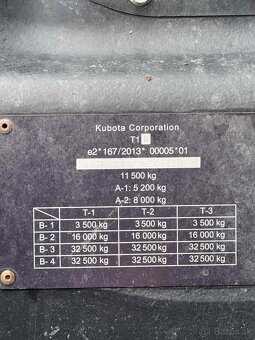 Kubota Corporation
T1
e2*167/2013*00005*01
11 500 kg
A-1: 5 200 kg
A-2: 8 000 kg
T-1 T-2 T-3
B- 1 3 500 kg 3 500 kg 3 500 kg
B- 2 16 000 kg 16 000 kg 16 000 kg
B- 3 32 500 kg 32 500 kg 32 500 kg
B- 4 32 500 kg 32 500 kg 32 500 kg